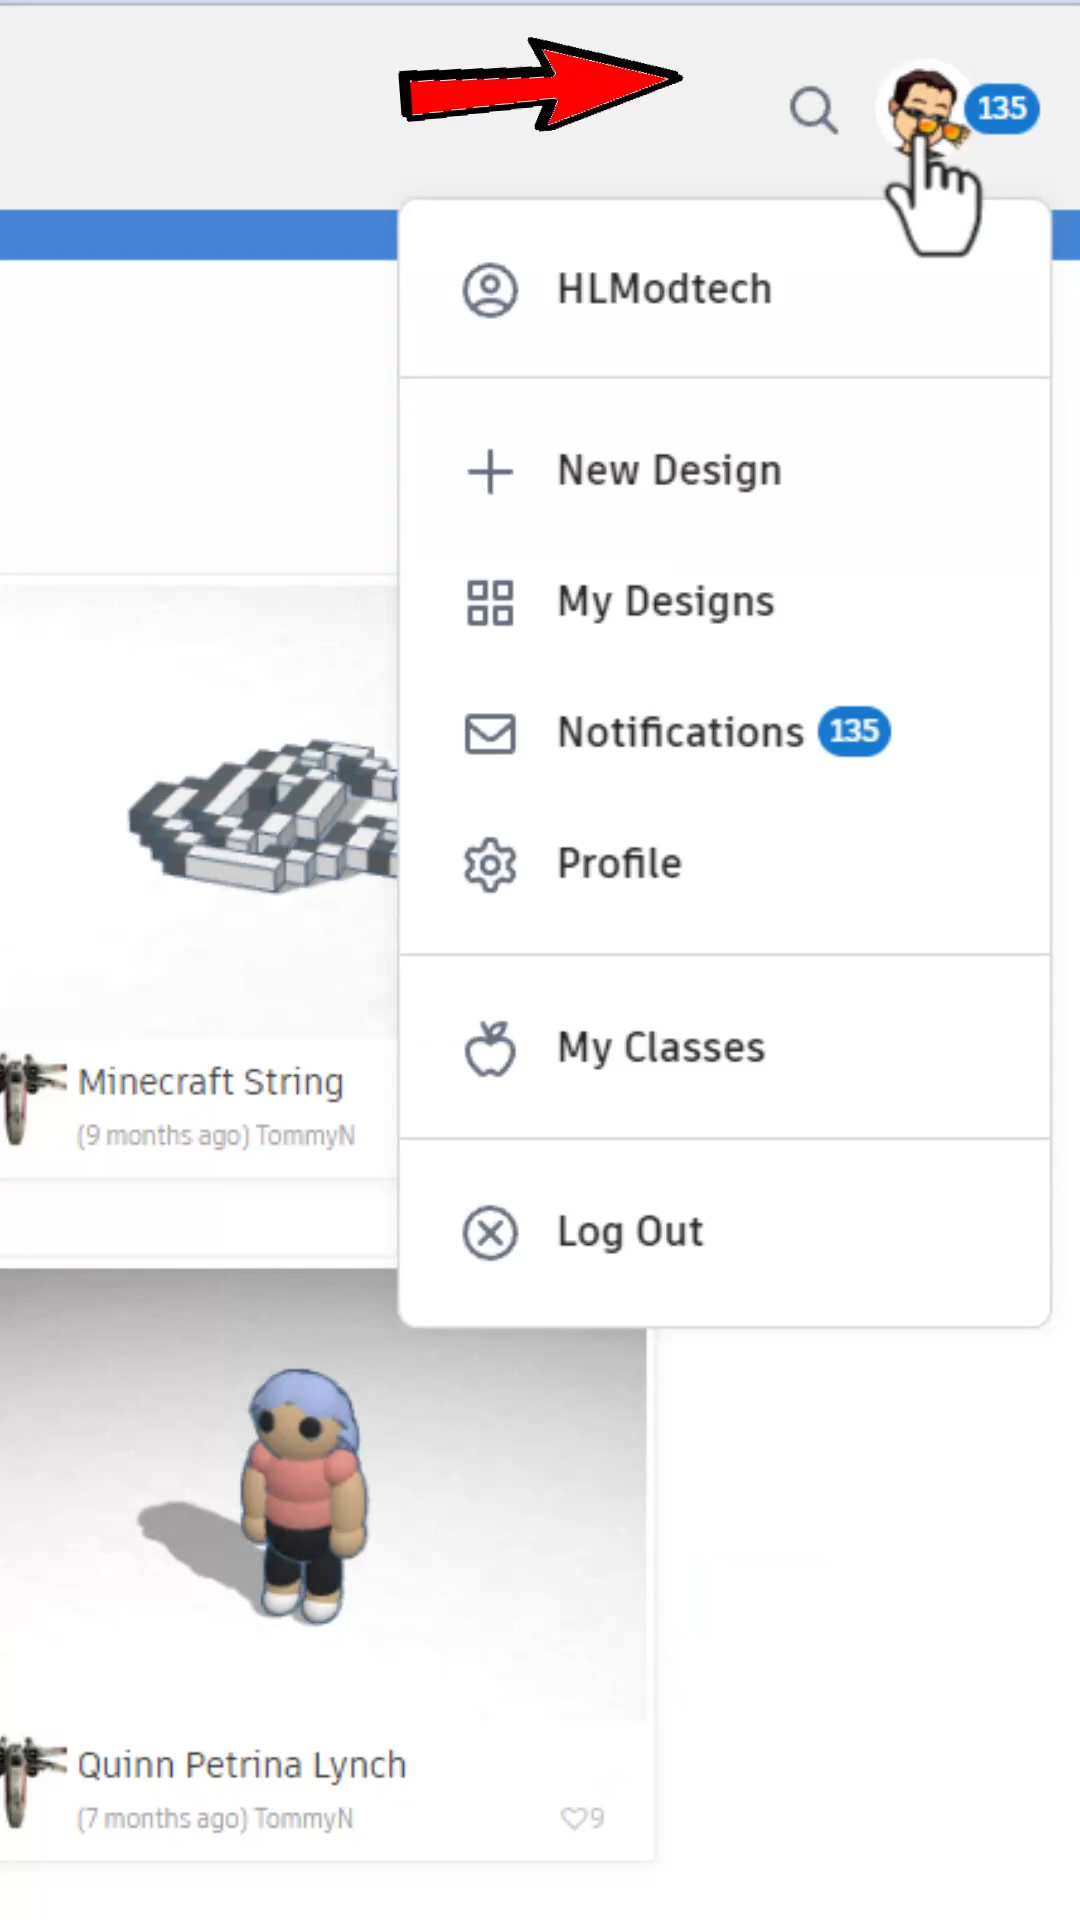 135
HLModtech
New Design
My Designs
Notifications 135
Profile
My Classes
Log Out
Minecraft String
(9 months ago) TommyN
Quinn Petrina Lynch
(7 months ago) TommyN
9